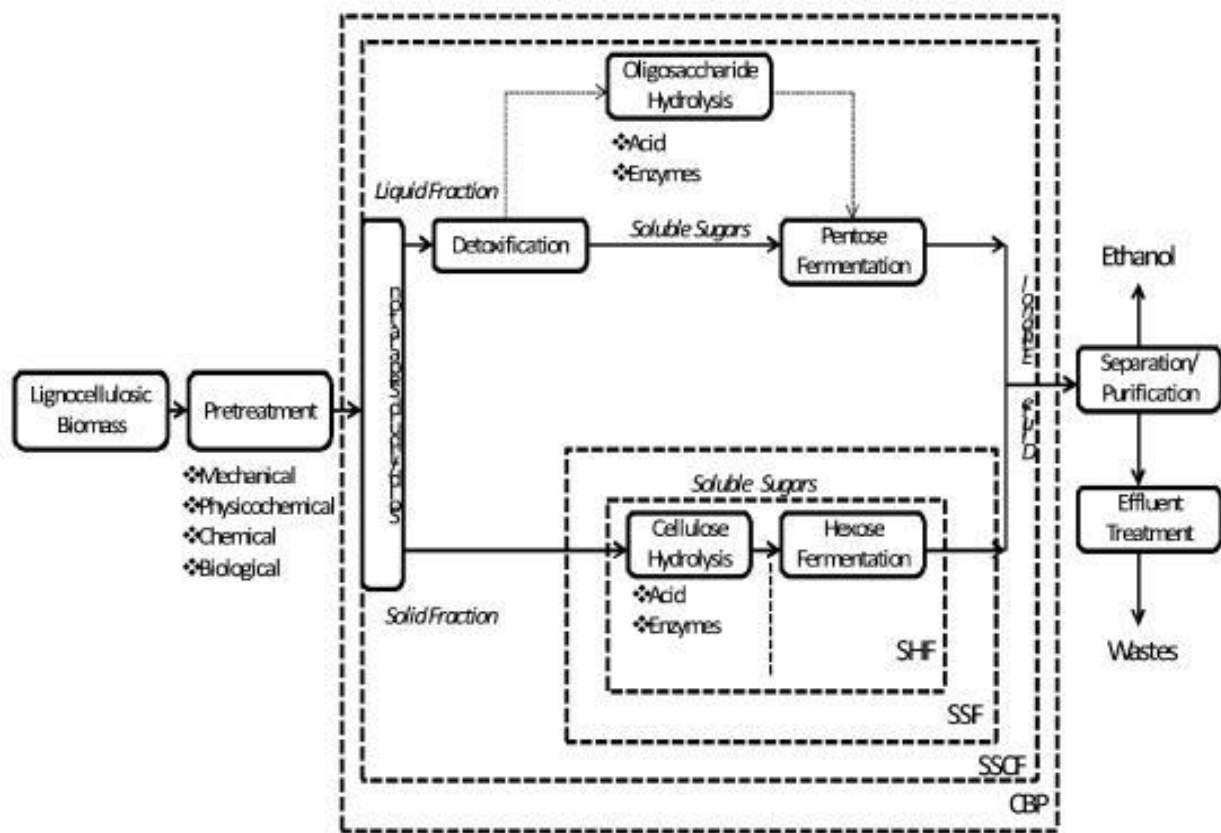 Oligosaccharide
Hydrolysis
❖Acid
❖Enzymes
Liquid Fraction
Detoxification
Soluble Sugars
Pentose
Fermentation
Ethanol
Dilute Ethanol
Separation/
Purification
Lignocellulosic
Biomass
Pretreatment
❖Mechanical
❖Physicochemical
❖Chemical
❖Biological
Soluble Sugars
Cellulose
Hydrolysis
Hexose
Fermentation
❖Acid
❖Enzymes
Effluent
Treatment
Solid Fraction
SHF
Wastes
SSF
SSCF
CBP